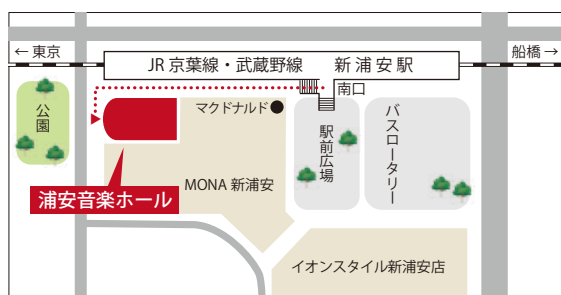 ← 東京
船橋 →
JR 京葉線・武蔵野線 新浦安駅
南口
公園
マクドナルド
駅前広場
バスロータリー
MONA 新浦安
浦安音楽ホール
イオンスタイル新浦安店